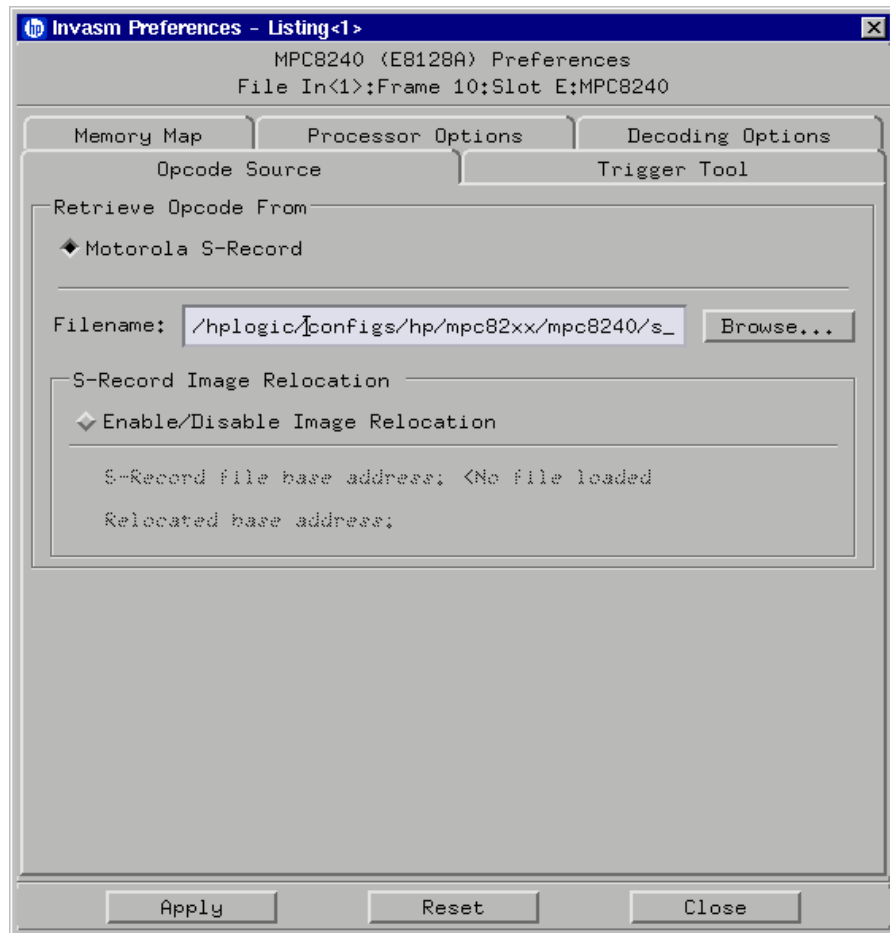 hp Invasm Preferences - Listing<1>
MPC8240 (E8128A) Preferences
File In<1>:Frame 10:Slot E:MPC8240
Memory Map Processor Options Decoding Options
Opcode Source Trigger Tool
Retrieve Opcode From
Motorola S-Record
Filename: /hplogic/configs/hp/mpc82xx/mpc8240/s_ Browse...
S-Record Image Relocation
Enable/Disable Image Relocation
S-Record file base address: <No file loaded
Relocated base address:
Apply Reset Close